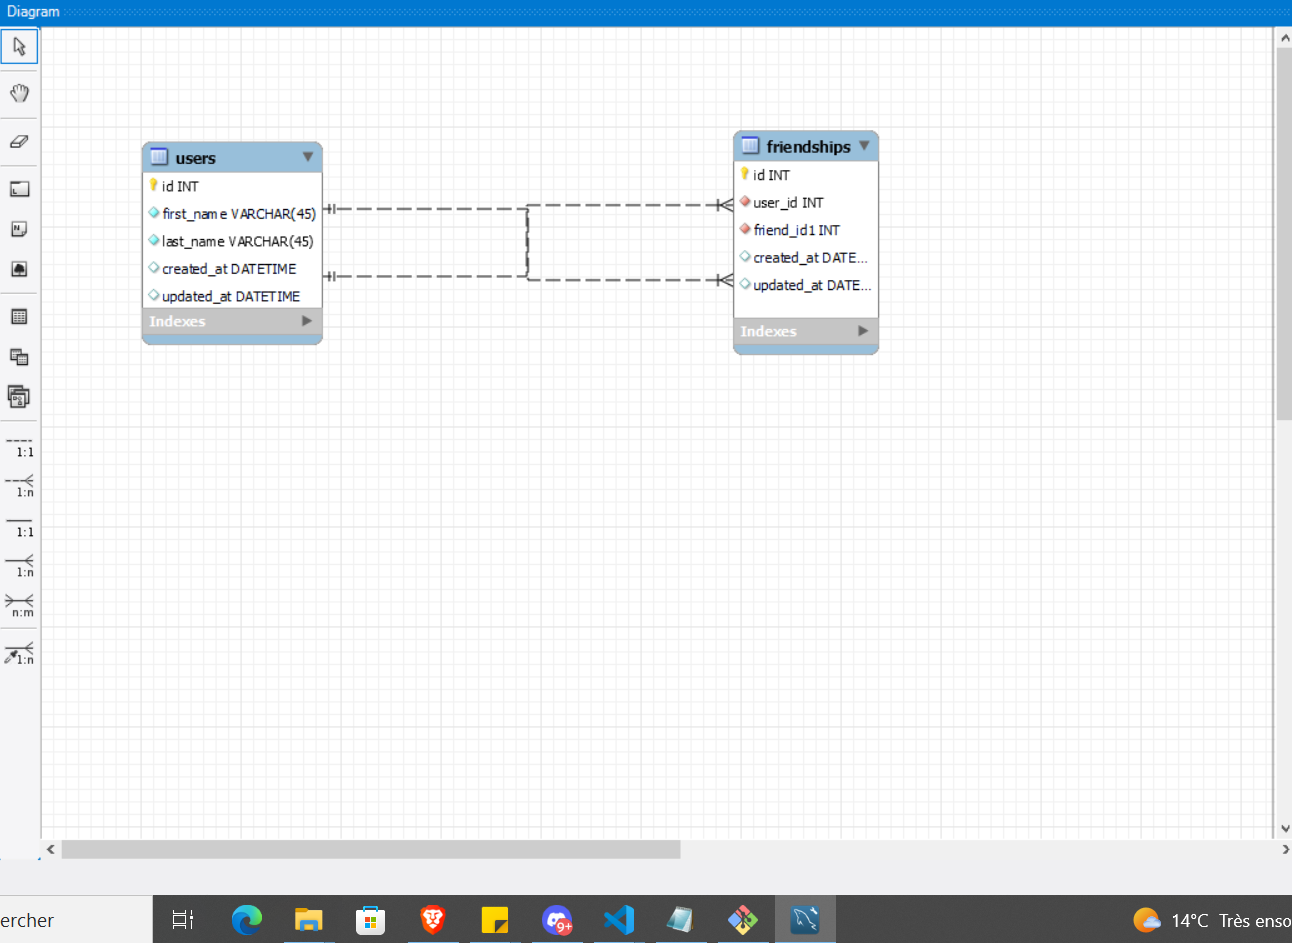 Diagram
users
id INT
first_name VARCHAR(45)
last_name VARCHAR(45)
created_at DATETIME
updated_at DATETIME
Indexes
friendships
id INT
user_id INT
friend_id1 INT
created_at DATE...
updated_at DATE...
Indexes
1:1
1:n
1:1
1:n
n:m
1:n
ercher
9+
14°C Très enso